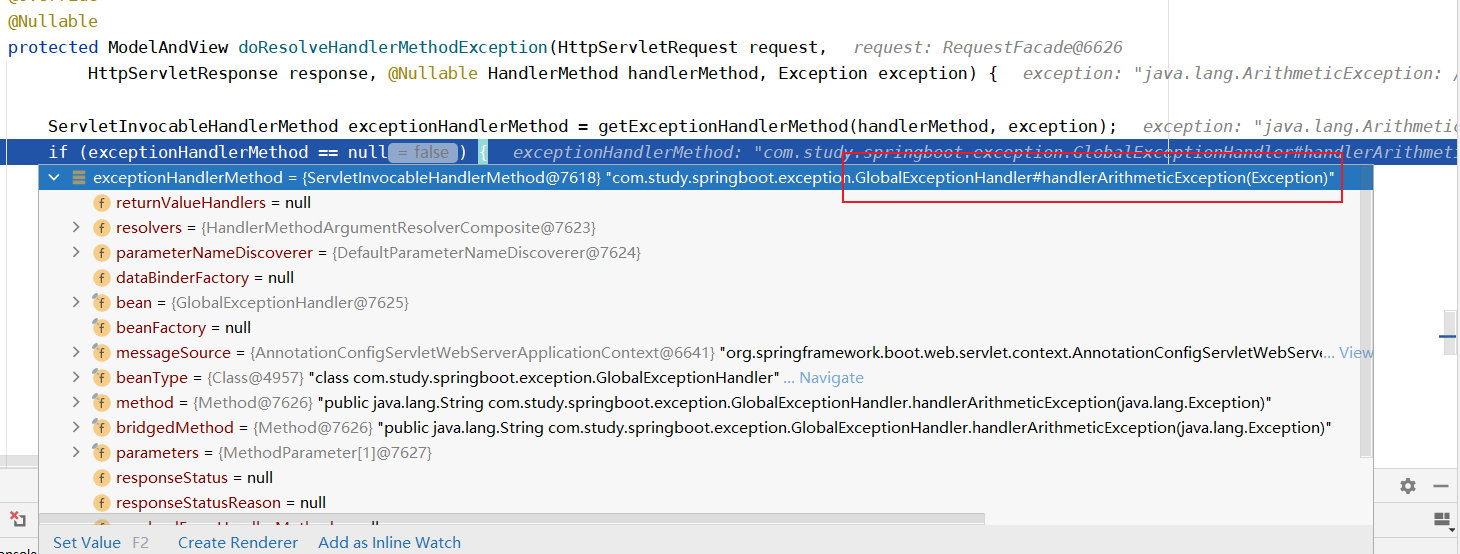 @Override
@Nullable
protected ModelAndView doResolveHandlerMethodException(HttpServletRequest request,   request: RequestFacade@6626
HttpServletResponse response, @Nullable HandlerMethod handlerMethod, Exception exception) {   exception: "java.lang.ArithmeticException: /
ServletInvocableHandlerMethod exceptionHandlerMethod = getExceptionHandlerMethod(handlerMethod, exception);   exception: "java.lang.Arithmetic
if (exceptionHandlerMethod == null = false ) {   exceptionHandlerMethod: "com.study.springboot.exception.GlobalExceptionHandler#handlerArithmeti
exceptionHandlerMethod = {ServletInvocableHandlerMethod@7618} "com.study.springboot.exception.GlobalExceptionHandler#handlerArithmeticException(Exception)"
f returnValueHandlers = null
f resolvers = {HandlerMethodArgumentResolverComposite@7623}
f parameterNameDiscoverer = {DefaultParameterNameDiscoverer@7624}
f dataBinderFactory = null
f bean = {GlobalExceptionHandler@7625}
f beanFactory = null
f messageSource = {AnnotationConfigServletWebServerApplicationContext@6641} "org.springframework.boot.web.servlet.context.AnnotationConfigServletWebServe... View
f beanType = {Class@4957} "class com.study.springboot.exception.GlobalExceptionHandler" ... Navigate
f method = {Method@7626} "public java.lang.String com.study.springboot.exception.GlobalExceptionHandler.handlerArithmeticException(java.lang.Exception)"
f bridgedMethod = {Method@7626} "public java.lang.String com.study.springboot.exception.GlobalExceptionHandler.handlerArithmeticException(java.lang.Exception)"
f parameters = {MethodParameter[1]@7627}
f responseStatus = null
f responseStatusReason = null
Set Value F2 Create Renderer Add as Inline Watch